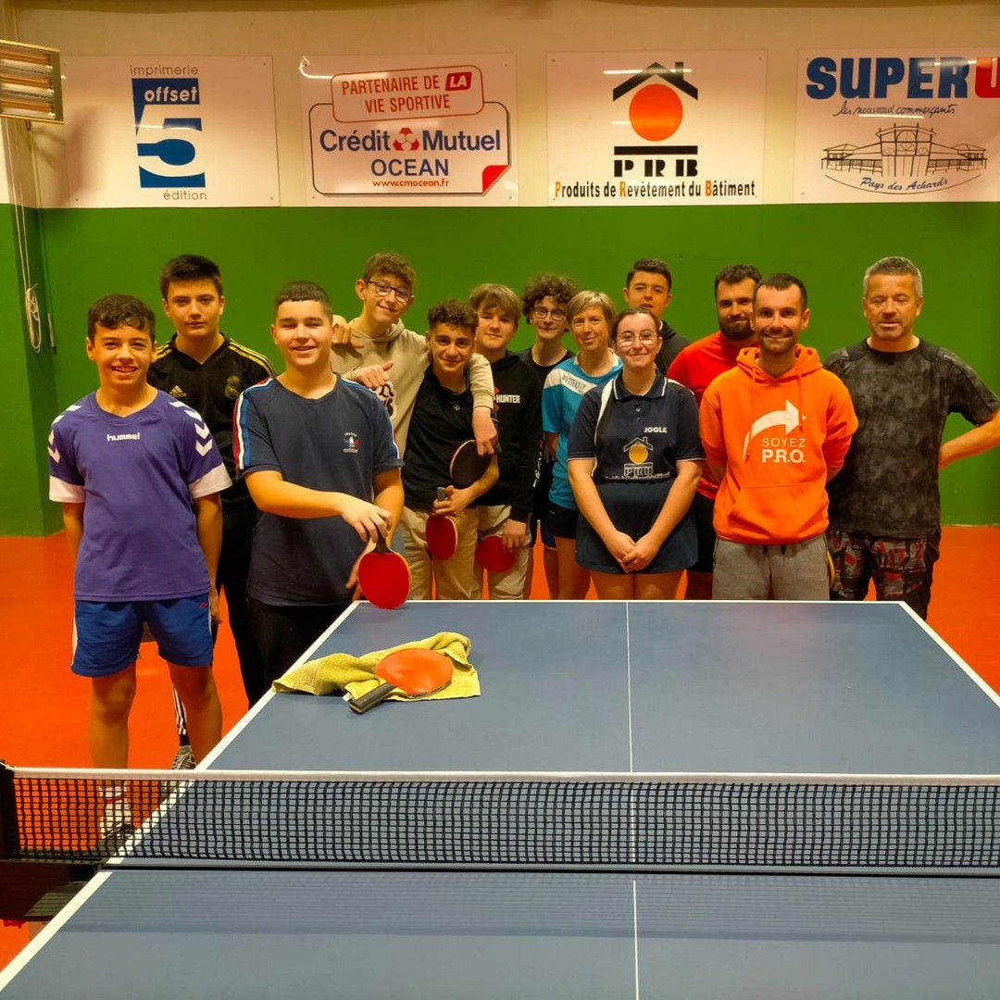 imprimerie
offset
5
édition
PARTENAIRE DE LA
VIE SPORTIVE
Crédit Mutuel
OCEAN
www.cmocean.fr
PRB
Produits de Revêtement du Bâtiment
SUPER U
les nouveaux commerçants
Pays des Achards
hummel
HUNTER
BUTTERFLY
JOOLA
PRB
SOYEZ
P.R.O.